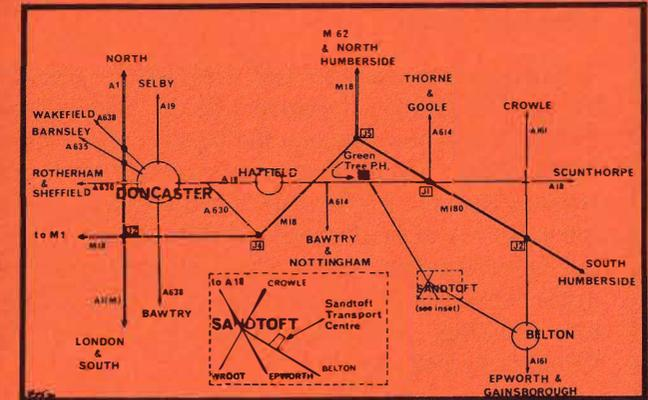 M 62
& NORTH
HUMBERSIDE
NORTH
SELBY
A1
A19
M18
THORNE
&
GOOLE
CROWLE
WAKEFIELD
A638
BARNSLEY
A635
A614
A161
J5
Green
Tree P.H.
ROTHERHAM
&
SHEFFIELD
A630
DONCASTER
A18
HATFIELD
SCUNTHORPE
A18
J1
A630
A614
M18
M180
to M1
M18
J4
BAWTRY
&
NOTTINGHAM
J2
SOUTH
HUMBERSIDE
A1(M)
A638
BAWTRY
LONDON
&
SOUTH
to A18
CROWLE
Sandtoft
Transport
Centre
SANDTOFT
WROOT
EPWORTH
BELTON
SANDTOFT
(see inset)
BELTON
A161
EPWORTH &
GAINSBOROUGH